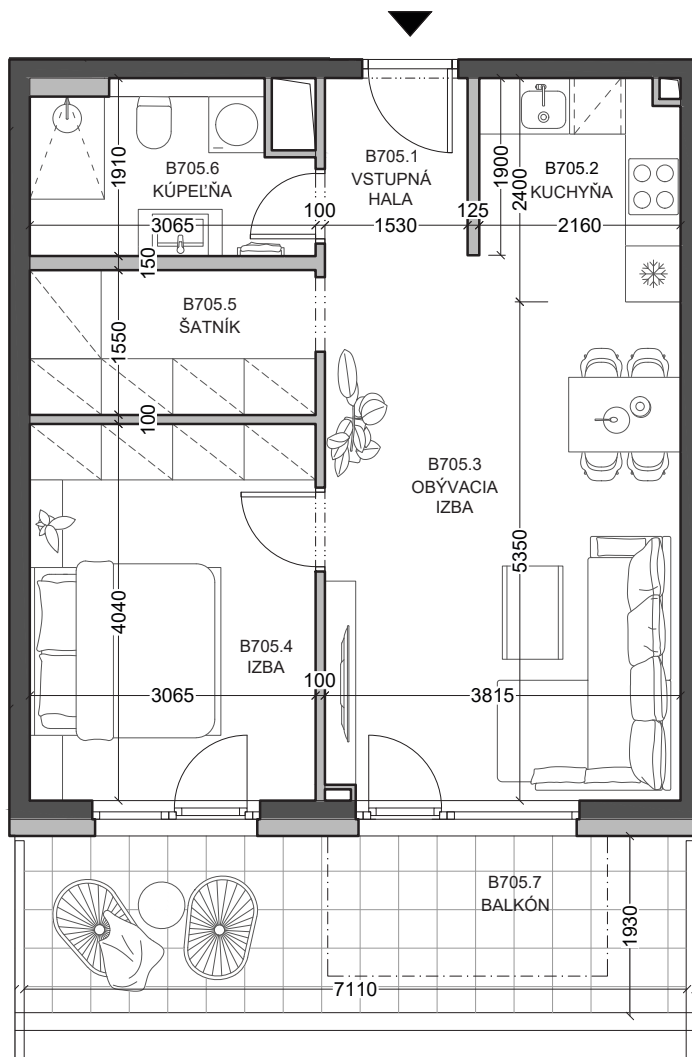 B705.6
KÚPEĽŇA
B705.1
VSTUPNÁ
HALA
B705.2
KUCHYŇA
1910
1900
2400
3065
100
1530
125
2160
150
B705.5
ŠATNÍK
1550
100
B705.3
OBÝVACIA
IZBA
5350
4040
B705.4
IZBA
3065
100
3815
B705.7
BALKÓN
1930
7110